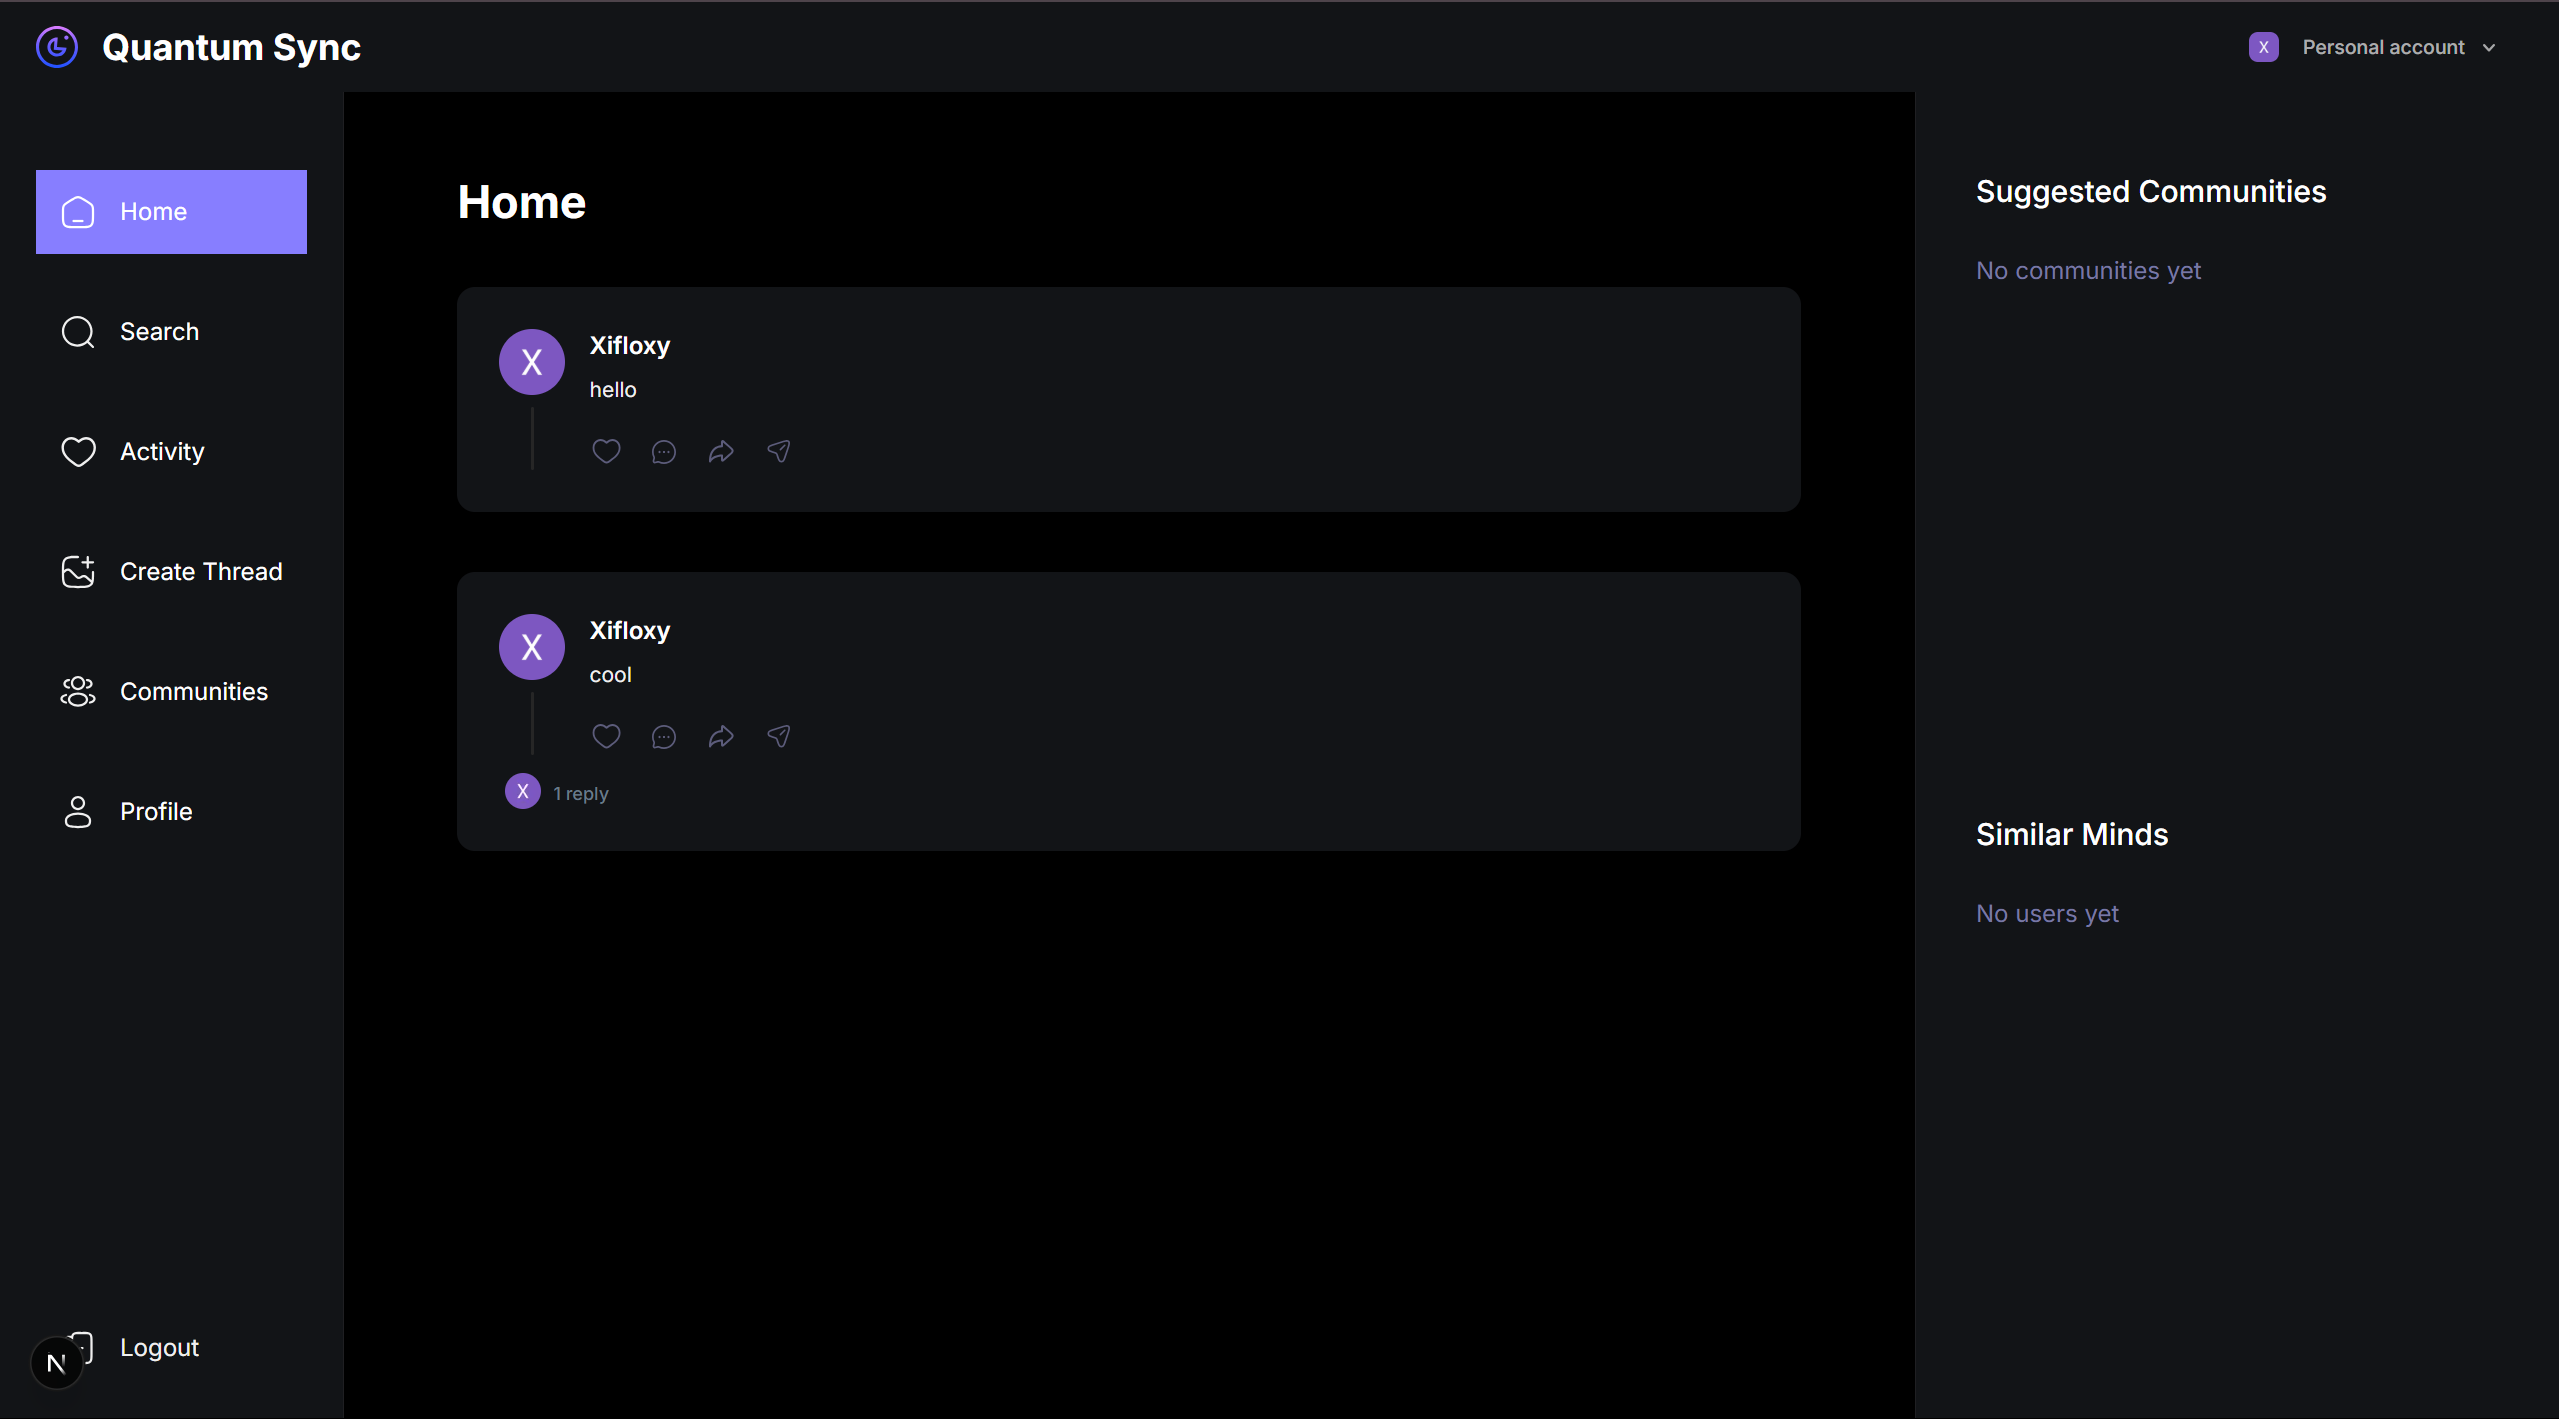 Quantum Sync
X Personal account
Home
Search
Activity
Create Thread
Communities
Profile
Logout
N
Home
X
Xifloxy
hello
X
Xifloxy
cool
X 1 reply
Suggested Communities
No communities yet
Similar Minds
No users yet